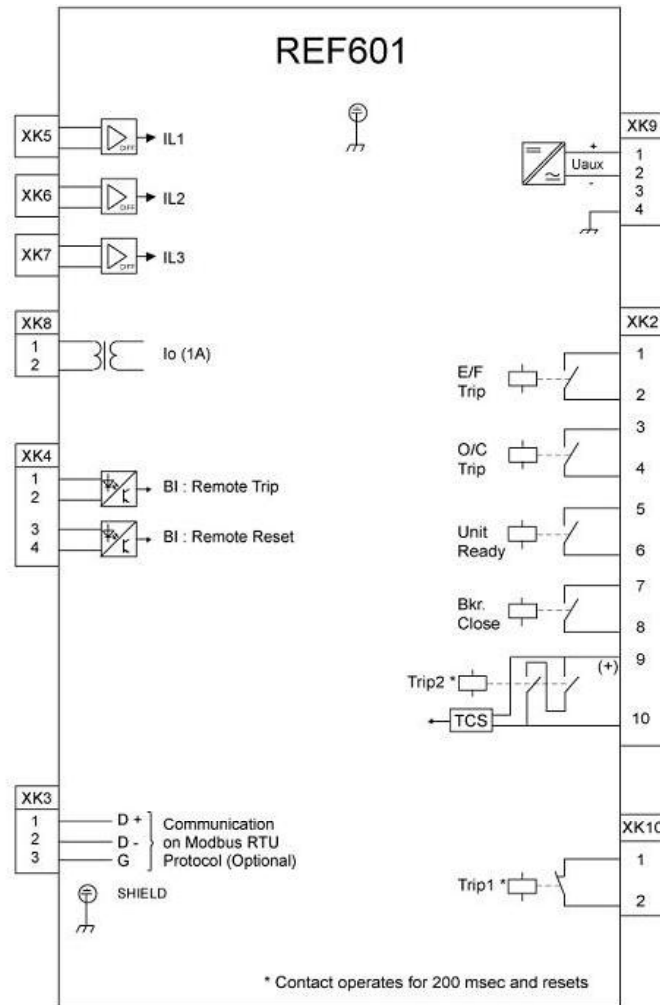 REF601
XK5
DIFF
IL1
XK6
DIFF
IL2
XK7
DIFF
IL3
XK8
1
2
Io (1A)
XK4
1
2
BI : Remote Trip
3
4
BI : Remote Reset
XK3
1
2
3
D +
D -
G
Communication
on Modbus RTU
Protocol (Optional)
SHIELD
XK9
+
Uaux
-
1
2
3
4
XK2
E/F
Trip
1
2
O/C
Trip
3
4
Unit
Ready
5
6
Bkr.
Close
7
8
Trip2 *
(+)
TCS
9
10
XK10
Trip1 *
1
2
* Contact operates for 200 msec and resets